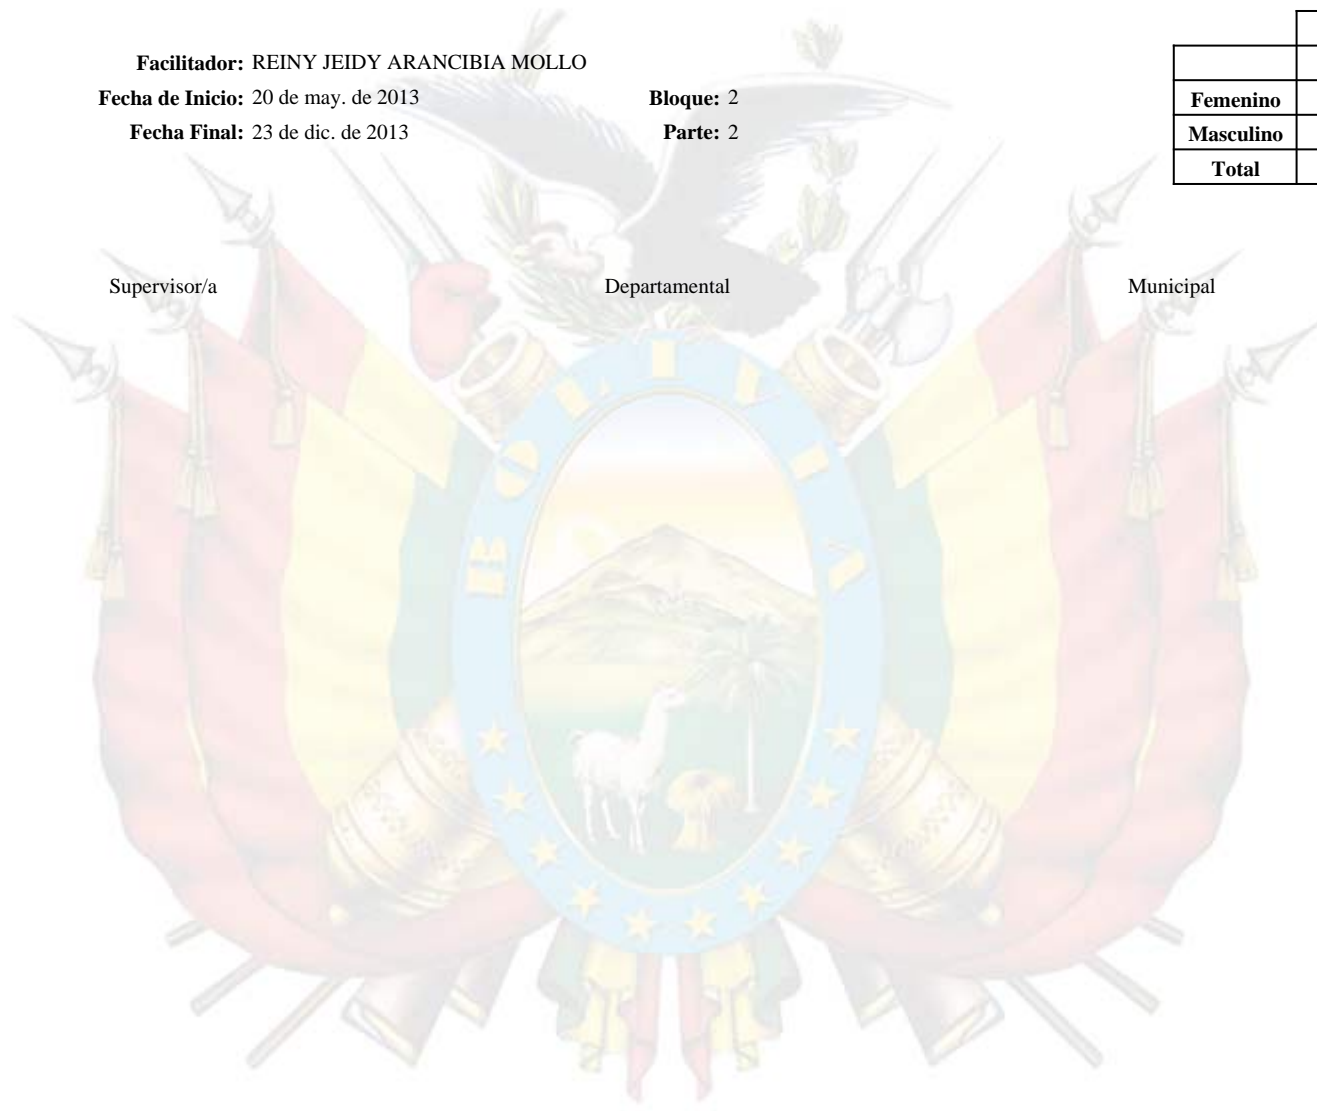 Facilitador: REINY JEIDY ARANCIBIA MOLLO
Fecha de Inicio: 20 de may. de 2013 Bloque: 2
Fecha Final: 23 de dic. de 2013 Parte: 2
Femenino
Masculino
Total
Supervisor/a Departamental Municipal
BOLIVIA